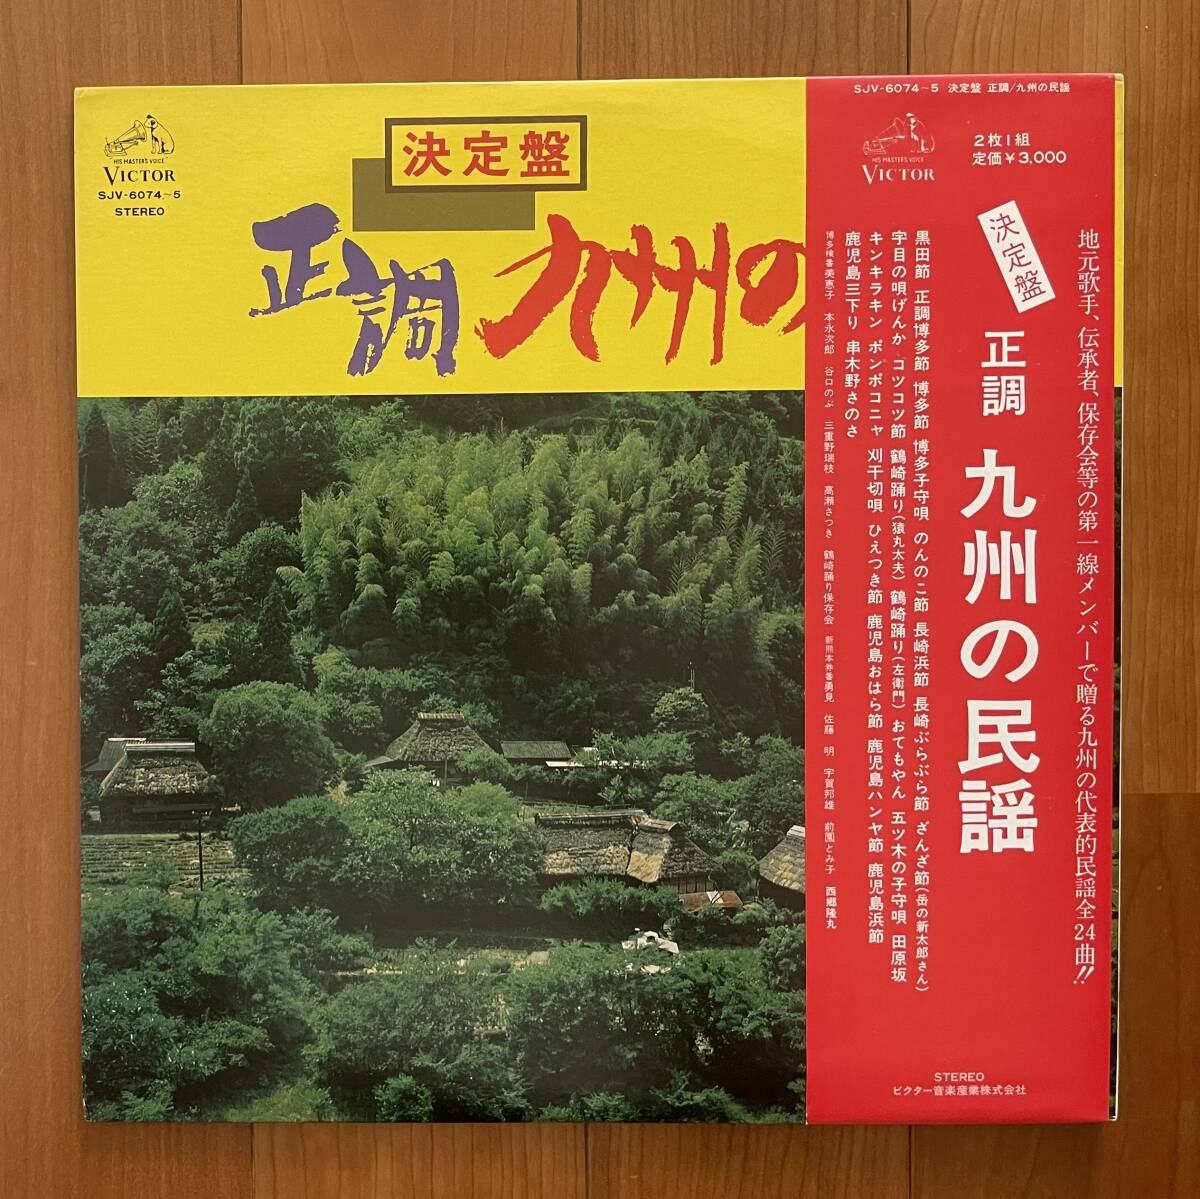 HIS MASTER'S VOICE
VICTOR
SJV-6074~5
STEREO
決定盤
正調
九州の
SJV-6074~5 決定盤 正調/九州の民謡
HIS MASTER'S VOICE
VICTOR
2枚1組
定価¥3,000
地元歌手、伝承者、保存会等の第一線メンバーで贈る九州の代表的民謡全24曲!!
決定盤
正調 九州の民謡
黒田節 正調博多節 博多節 博多子守唄 のんのこ節 長崎浜節 長崎ぶらぶら節 ざんざ節(岳の新太郎さん)
宇目の唄げんか コツコツ節 鶴崎踊り(猿丸太夫) 鶴崎踊り(左衛門) おてもやん 五ツ木の子守唄 田原坂
キンキラキン ポンポコニャ 刈干切唄 ひえつき節 鹿児島おはら節 鹿児島ハンヤ節 鹿児島浜節
鹿児島三下り 串木野さのさ
博多検番美恵子 本永次郎 谷口のぶ 三重野瑞枝 高瀬さつき 鶴崎踊り保存会 新熊本券番勇見 佐藤 明 宇賀邦雄 前園とみ子 西郷隆丸
STEREO
ビクター音楽産業株式会社